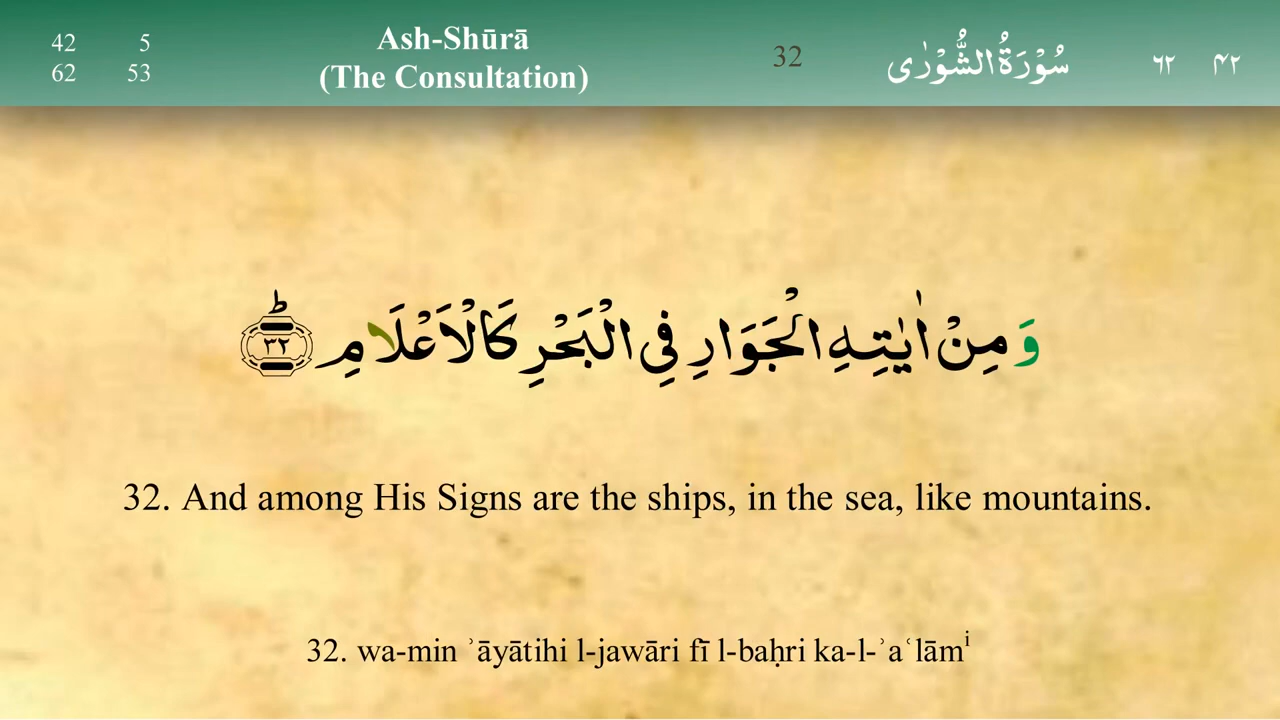 42 5 Ash-Shūrā 32 سُوْرَةُ الشُّوْرٰى ٦٢ ۴۲
62 53 (The Consultation)
وَ مِنْ اٰيٰتِهِ الْجَوَارِ فِي الْبَحْرِ كَالْاَعْلَامِ ؕ ٣٢
32. And among His Signs are the ships, in the sea, like mountains.
32. wa-min ʾāyātihi l-jawāri fī l-baḥri ka-l-ʾaʿlāmⁱ